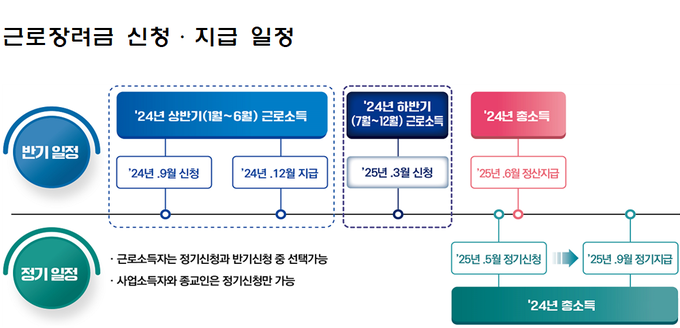 근로장려금 신청 · 지급 일정
반기 일정
'24년 상반기(1월~6월) 근로소득
'24년 .9월 신청
'24년 .12월 지급
'24년 하반기
(7월~12월) 근로소득
'25년 .3월 신청
'24년 총소득
'25년 .6월 정산지급
정기 일정
· 근로소득자는 정기신청과 반기신청 중 선택가능
· 사업소득자와 종교인은 정기신청만 가능
'25년 .5월 정기신청
'25년 .9월 정기지급
'24년 총소득